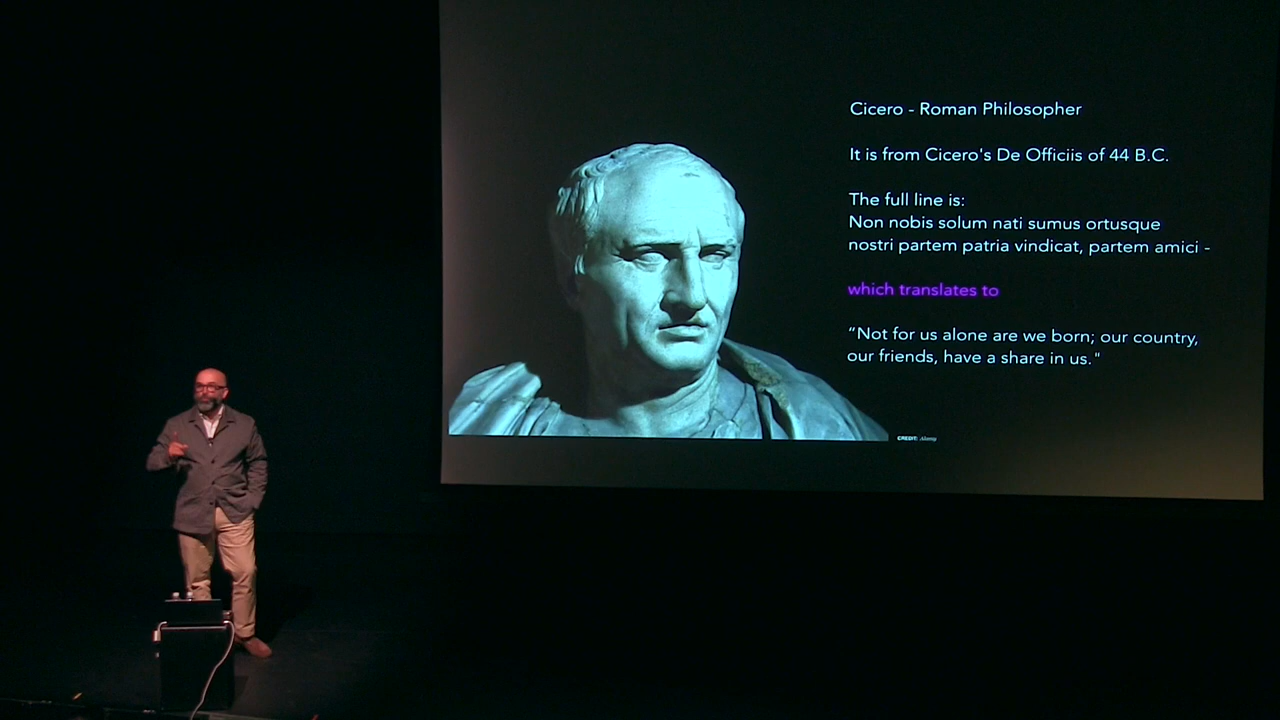 Cicero - Roman Philosopher
It is from Cicero's De Officiis of 44 B.C.
The full line is:
Non nobis solum nati sumus ortusque
nostri partem patria vindicat, partem amici -
which translates to
“Not for us alone are we born; our country,
our friends, have a share in us."
CREDIT: Alamy